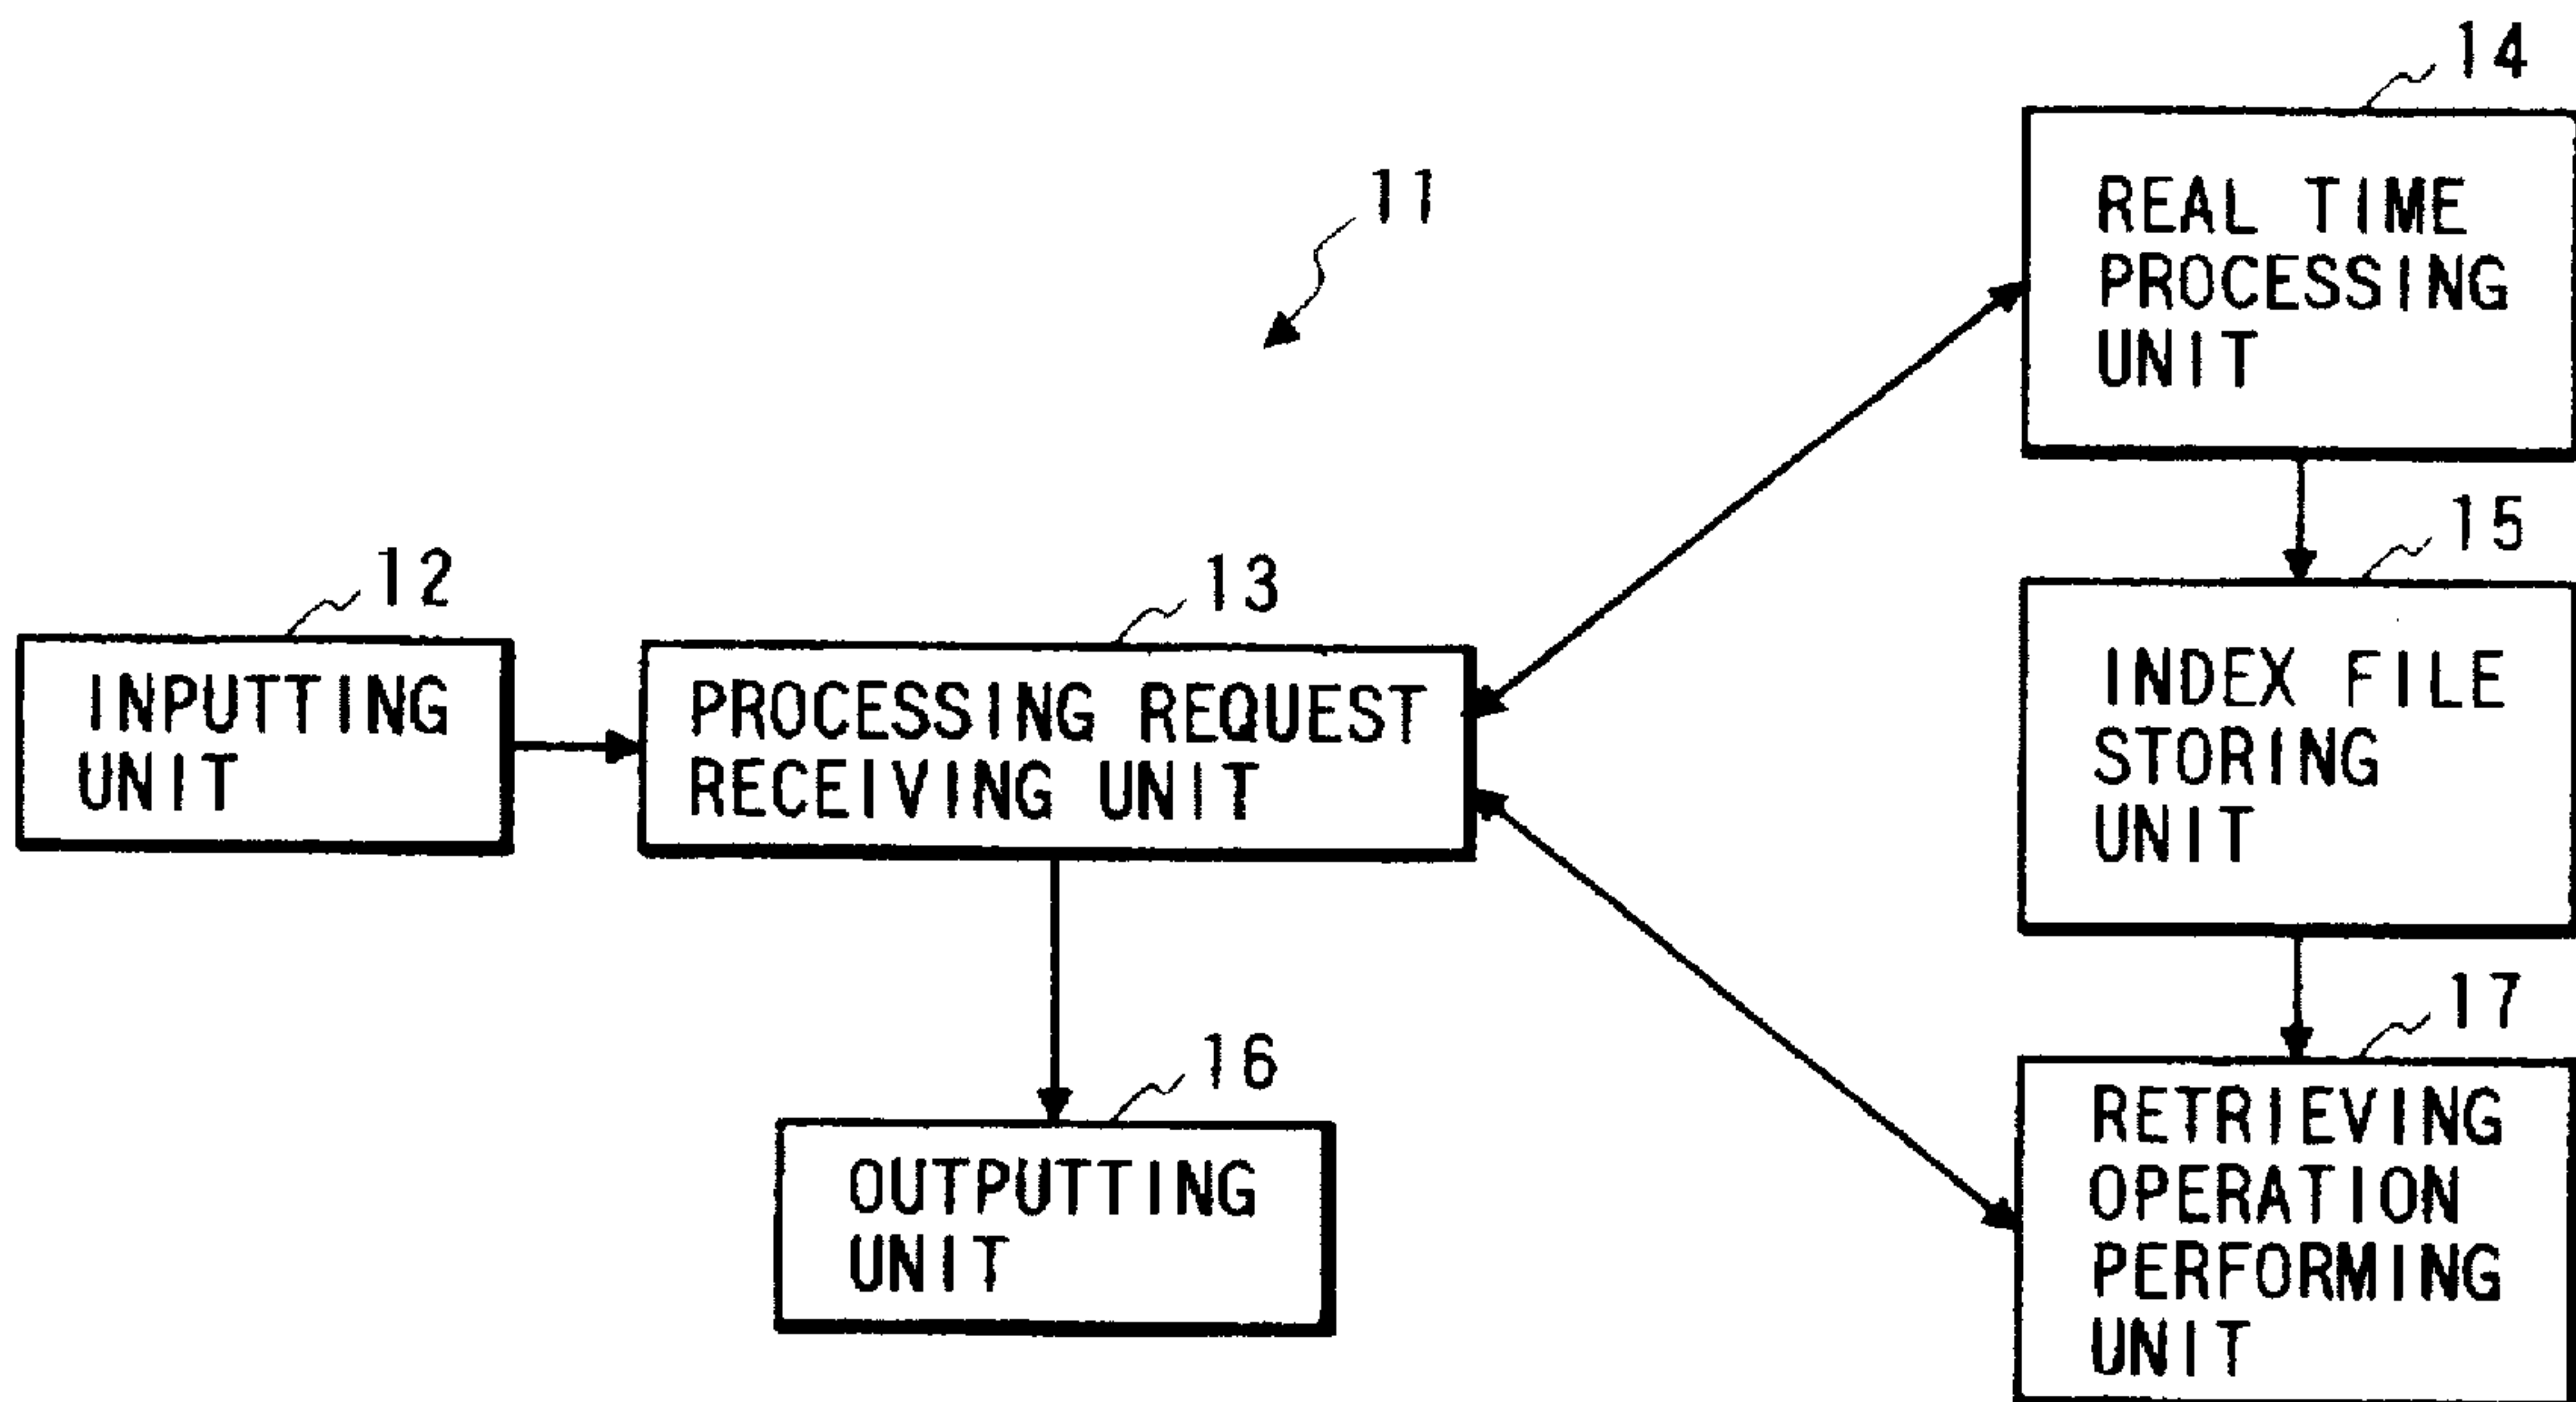 14
REAL TIME
PROCESSING
UNIT
11
15
INDEX FILE
STORING
UNIT
12
INPUTTING
UNIT
13
PROCESSING REQUEST
RECEIVING UNIT
17
RETRIEVING
OPERATION
PERFORMING
UNIT
16
OUTPUTTING
UNIT